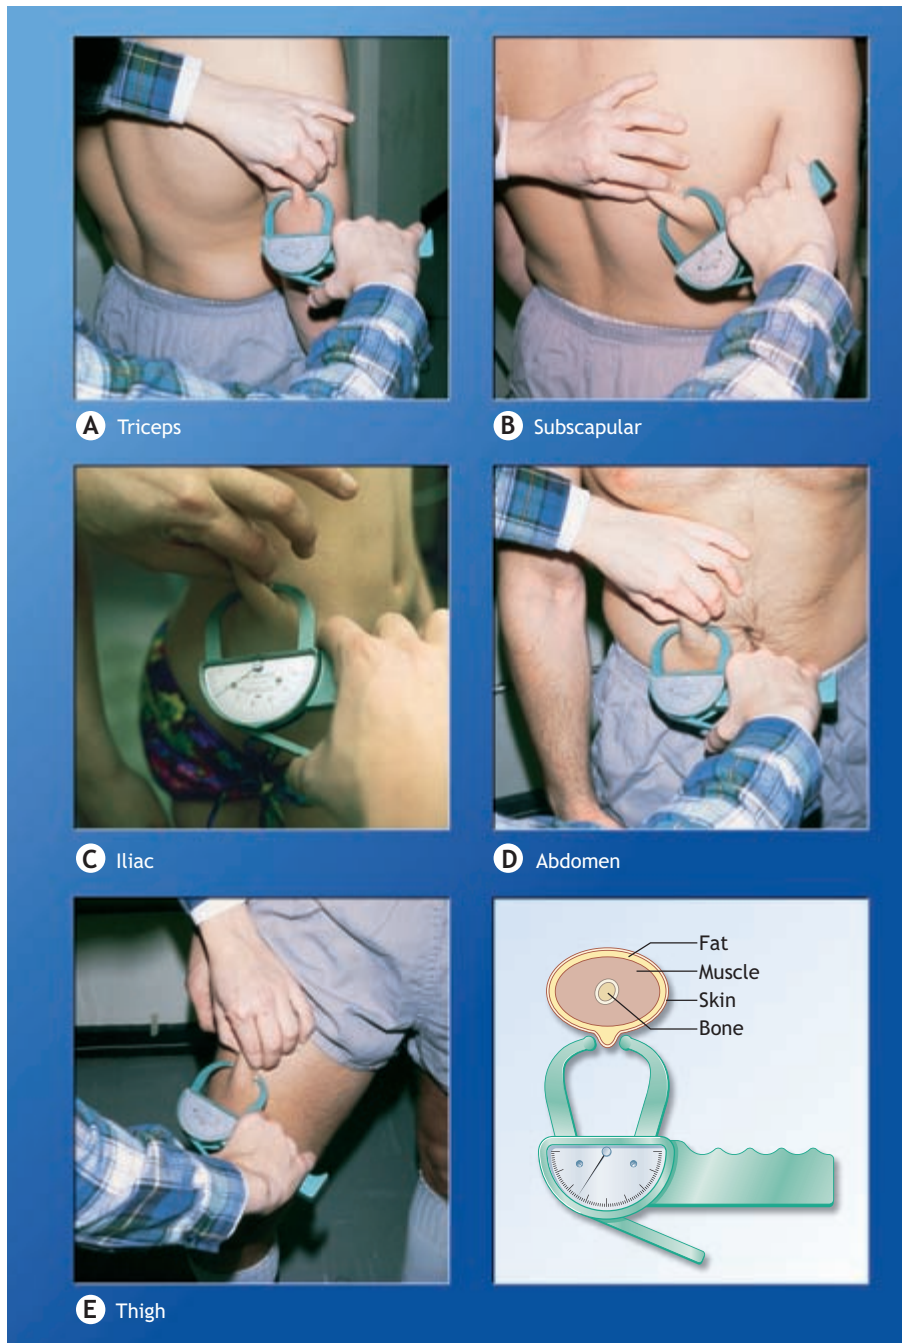 A Triceps
B Subscapular
C Iliac
D Abdomen
Fat
Muscle
Skin
Bone
E Thigh